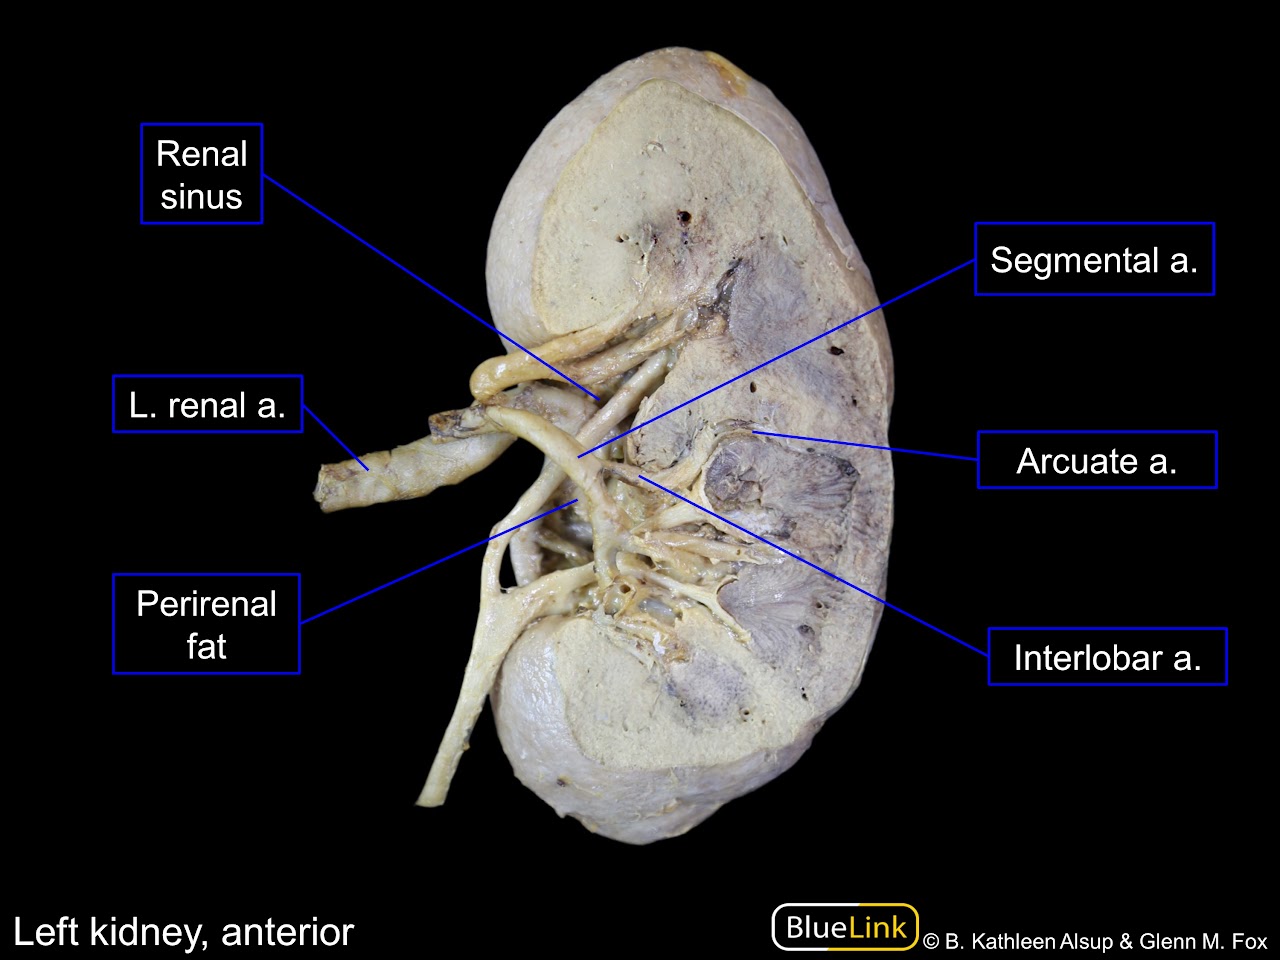 Renal
sinus
Segmental a.
L. renal a.
Arcuate a.
Perirenal
fat
Interlobar a.
Left kidney, anterior
BlueLink
© B. Kathleen Alsup & Glenn M. Fox